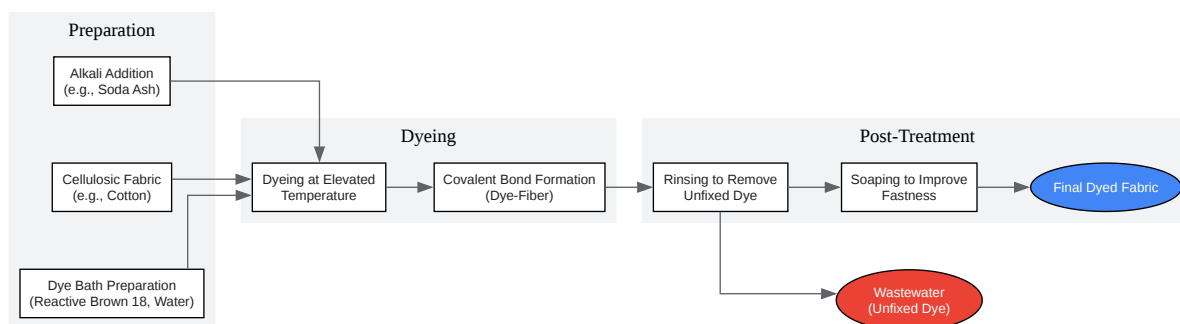 Preparation
Alkali Addition
(e.g., Soda Ash)
Cellulosic Fabric
(e.g., Cotton)
Dye Bath Preparation
(Reactive Brown 18, Water)
Dyeing
Dyeing at Elevated
Temperature
Covalent Bond Formation
(Dye-Fiber)
Post-Treatment
Rinsing to Remove
Unfixed Dye
Soaping to Improve
Fastness
Final Dyed Fabric
Wastewater
(Unfixed Dye)